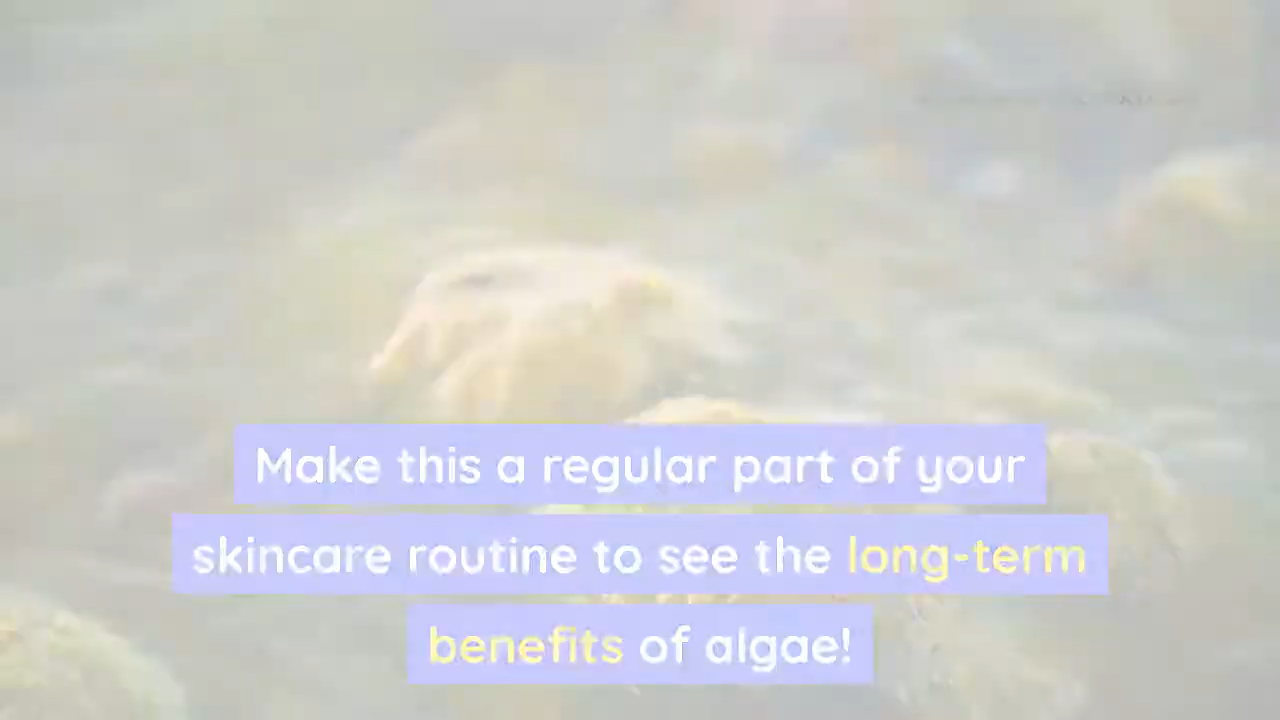 Make this a regular part of your
skincare routine to see the long-term
benefits of algae!